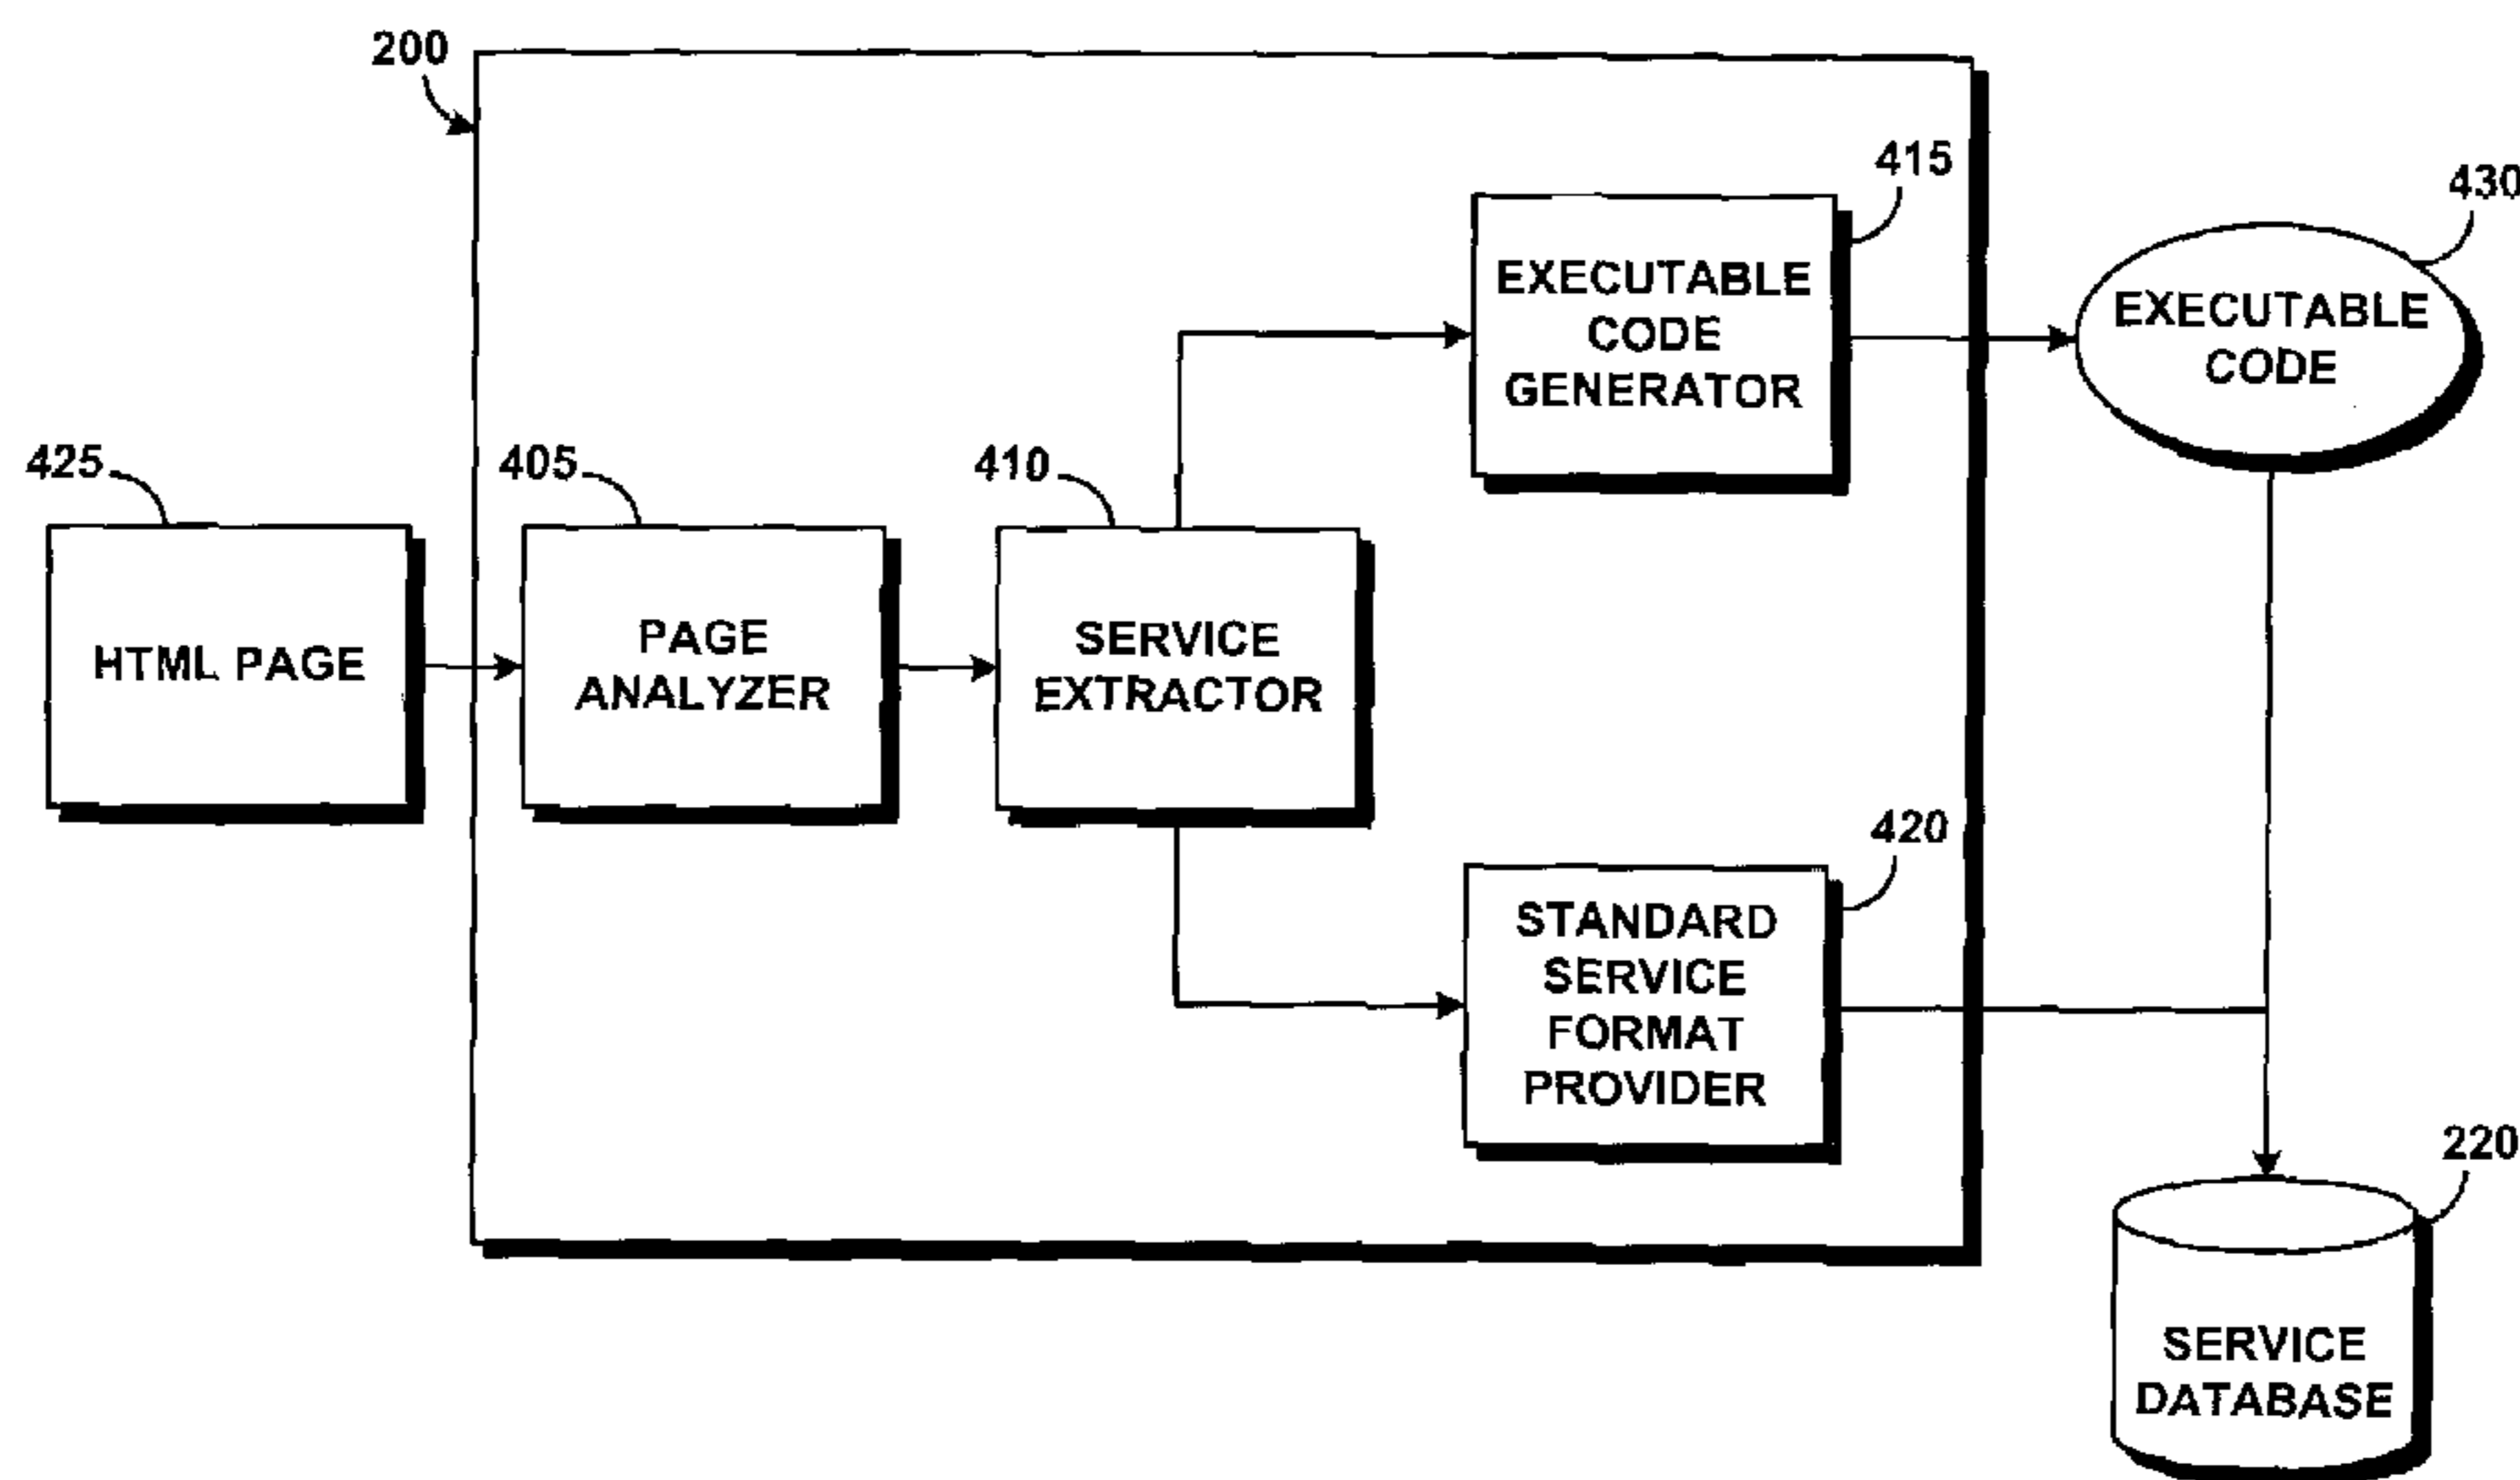 200
415
430
EXECUTABLE
CODE
GENERATOR
EXECUTABLE
CODE
425
405
410
HTML PAGE
PAGE
ANALYZER
SERVICE
EXTRACTOR
420
STANDARD
SERVICE
FORMAT
PROVIDER
220
SERVICE
DATABASE